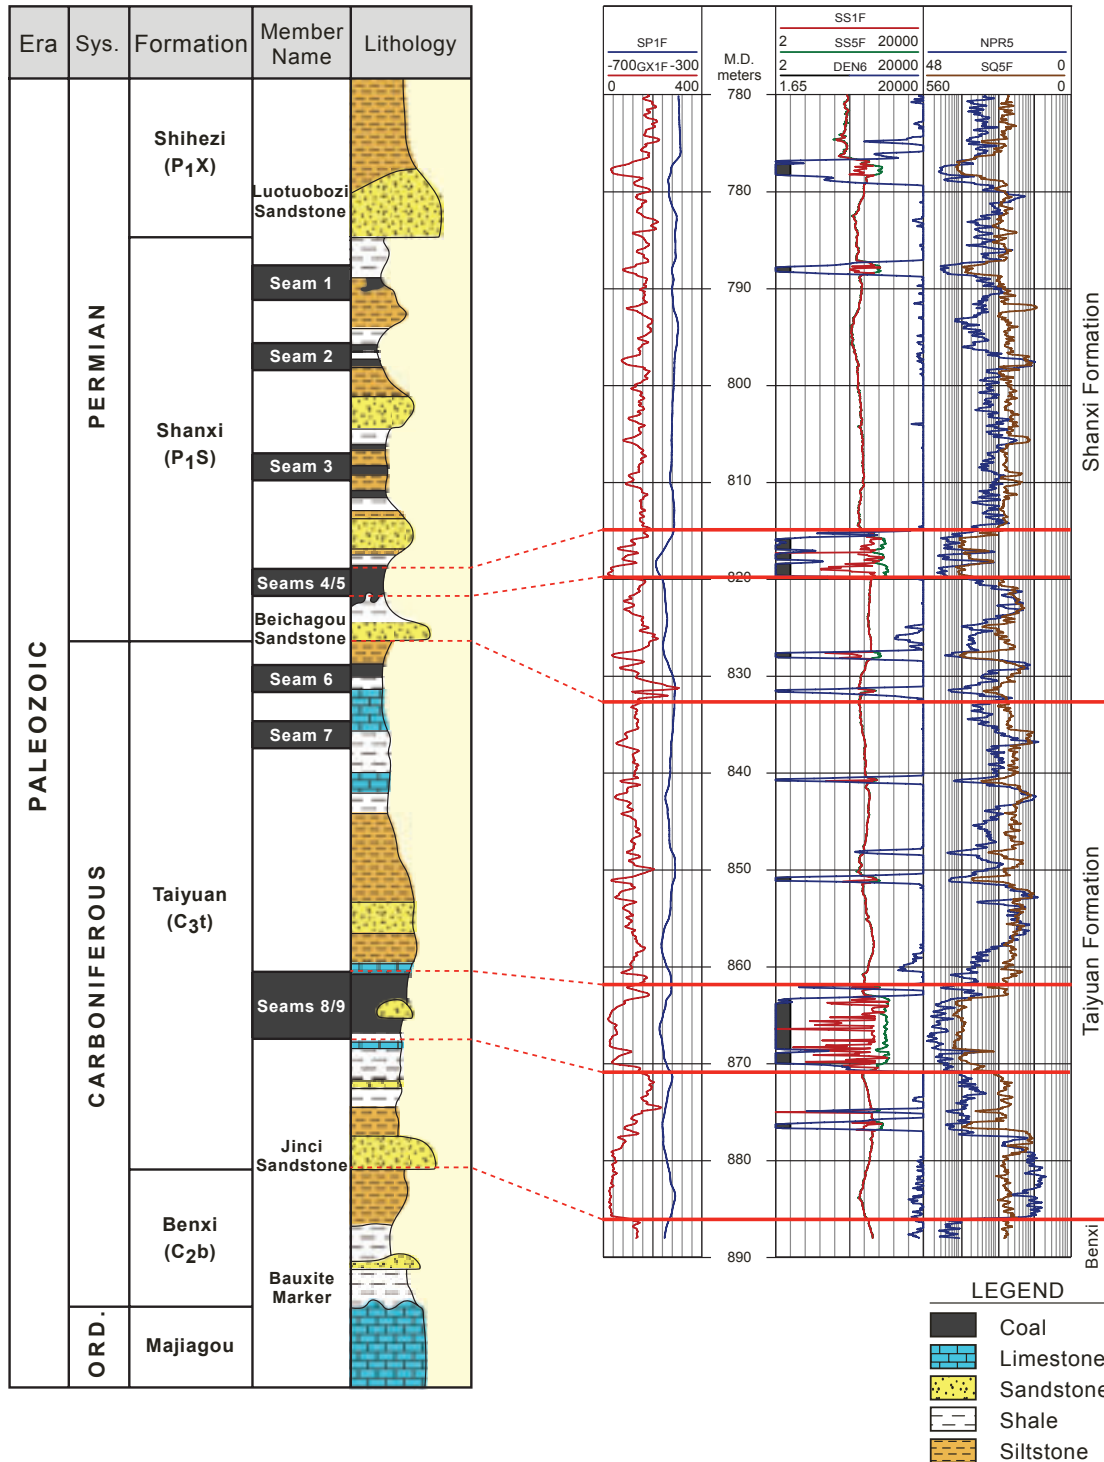 Era
Sys.
Formation
Member
Name
Lithology
PALEOZOIC
PERMIAN
CARBONIFEROUS
ORD.
Shihezi
(P1X)
Shanxi
(P1S)
Taiyuan
(C3t)
Benxi
(C2b)
Majiagou
Luotuobozi
Sandstone
Seam 1
Seam 2
Seam 3
Seams 4/5
Beichagou
Sandstone
Seam 6
Seam 7
Seams 8/9
Jinci
Sandstone
Bauxite
Marker
SP1F
-700 GX1F -300
0 400
M.D.
meters
SS1F
2 SS5F 20000
2 DEN6 20000
1.65 20000
NPR5
48 SQ5F 0
560 0
780
780
790
800
810
820
830
840
850
860
870
880
890
Shanxi Formation
Taiyuan Formation
Benxi
LEGEND
Coal
Limestone
Sandstone
Shale
Siltstone